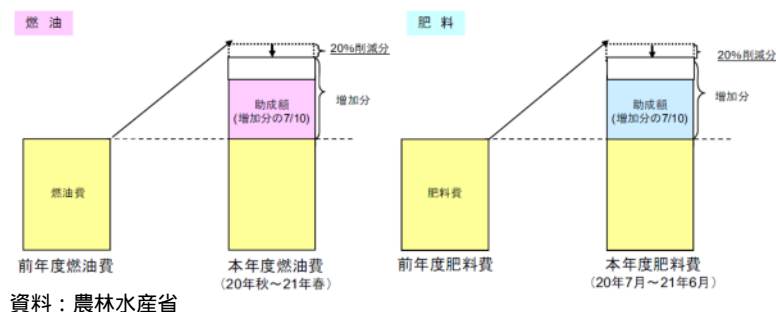 燃 油
20%削減分
増加分
助成額
(増加分の7/10)
燃油費
前年度燃油費
本年度燃油費
(20年秋～21年春)
肥 料
20%削減分
増加分
助成額
(増加分の7/10)
肥料費
前年度肥料費
本年度肥料費
(20年7月～21年6月)
資料：農林水産省